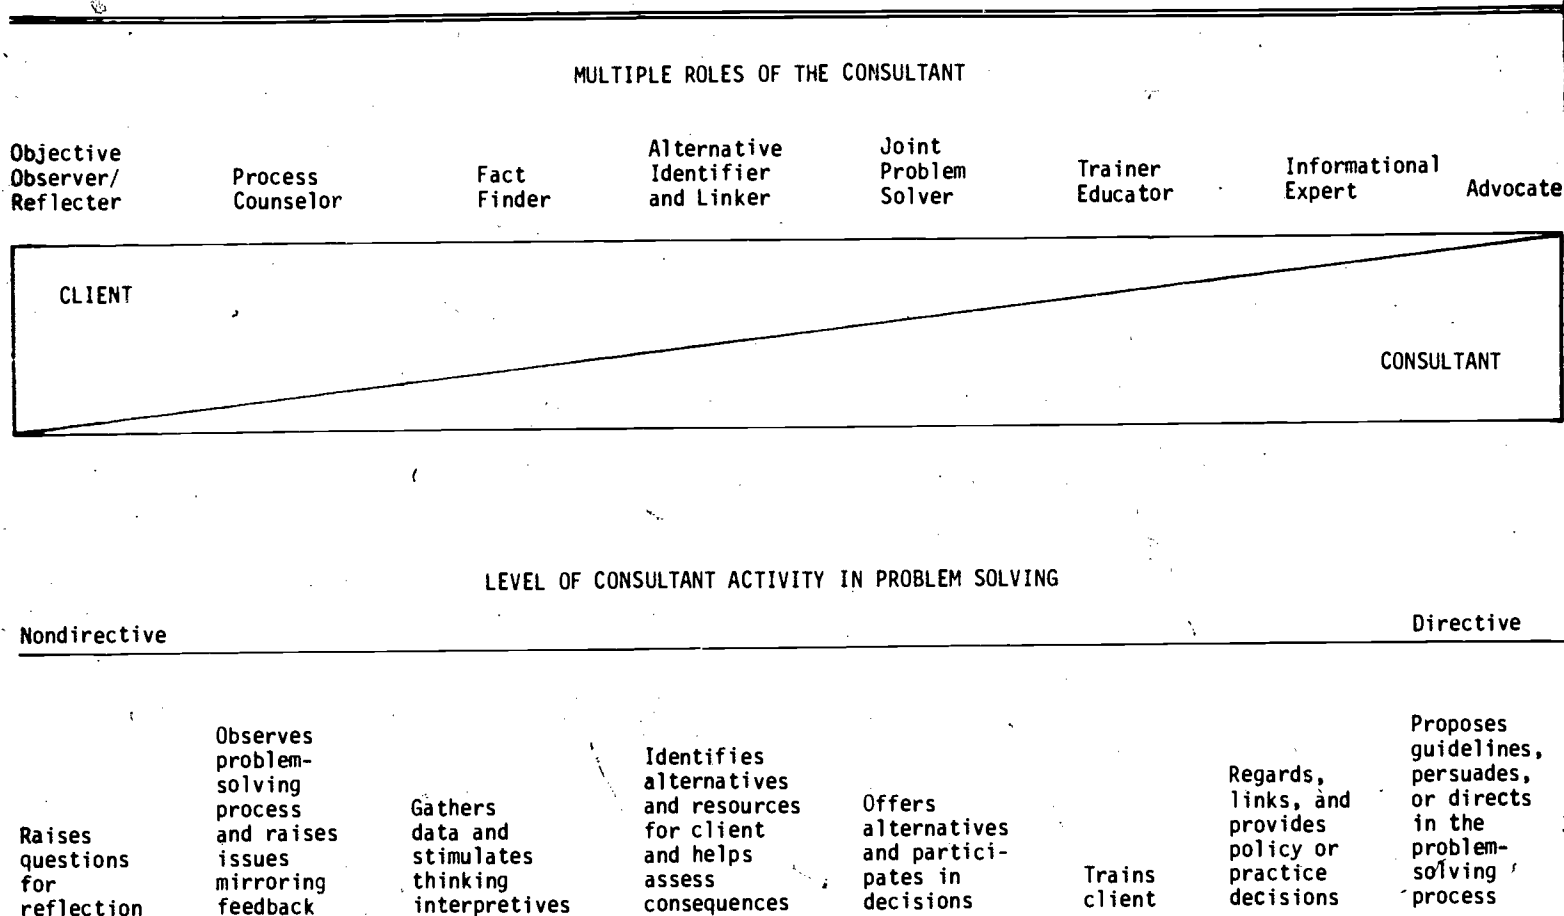 MULTIPLE ROLES OF THE CONSULTANT
Objective
Observer/
Reflecter
Process
Counselor
Fact
Finder
Alternative
Identifier
and Linker
Joint
Problem
Solver
Trainer
Educator
Informational
Expert
Advocate
CLIENT
CONSULTANT
LEVEL OF CONSULTANT ACTIVITY IN PROBLEM SOLVING
Nondirective
Directive
Raises
questions
for
reflection
Observes
problem-
solving
process
and raises
issues
mirroring
feedback
Gathers
data and
stimulates
thinking
interpretives
Identifies
alternatives
and resources
for client
and helps
assess
consequences
Offers
alternatives
and partici-
pates in
decisions
Trains
client
Regards,
links, and
provides
policy or
practice
decisions
Proposes
guidelines,
persuades,
or directs
in the
problem-
solving
process